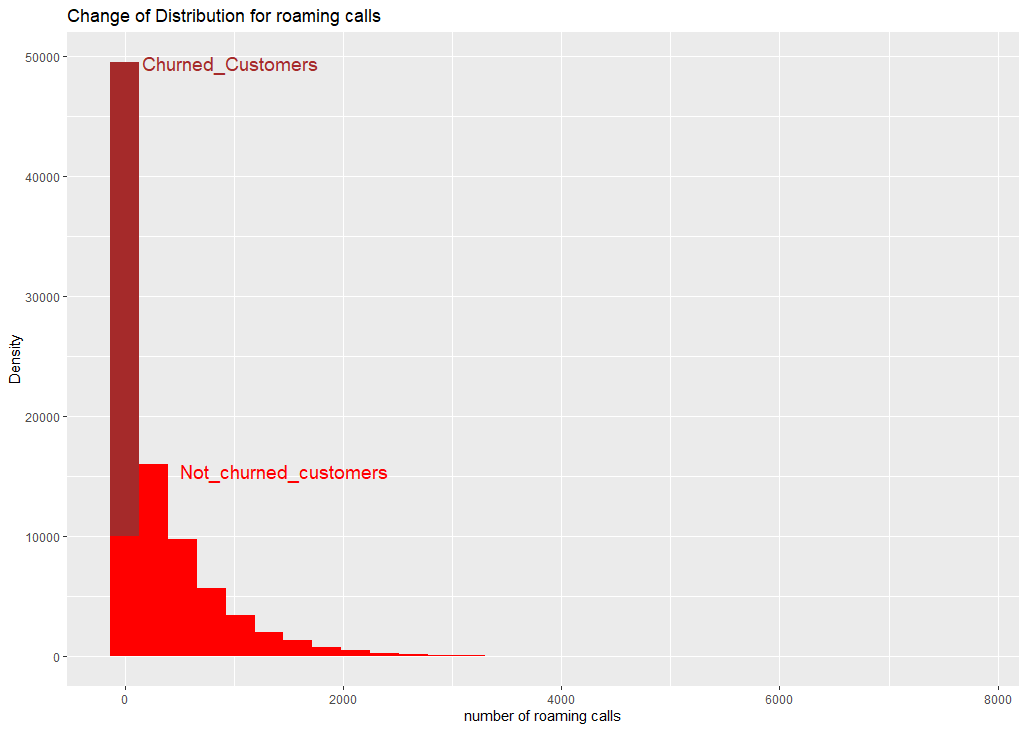 Change of Distribution for roaming calls
50000
Churned_Customers
40000
30000
Density
20000
Not_churned_customers
10000
0
0 2000 4000 6000 8000
number of roaming calls